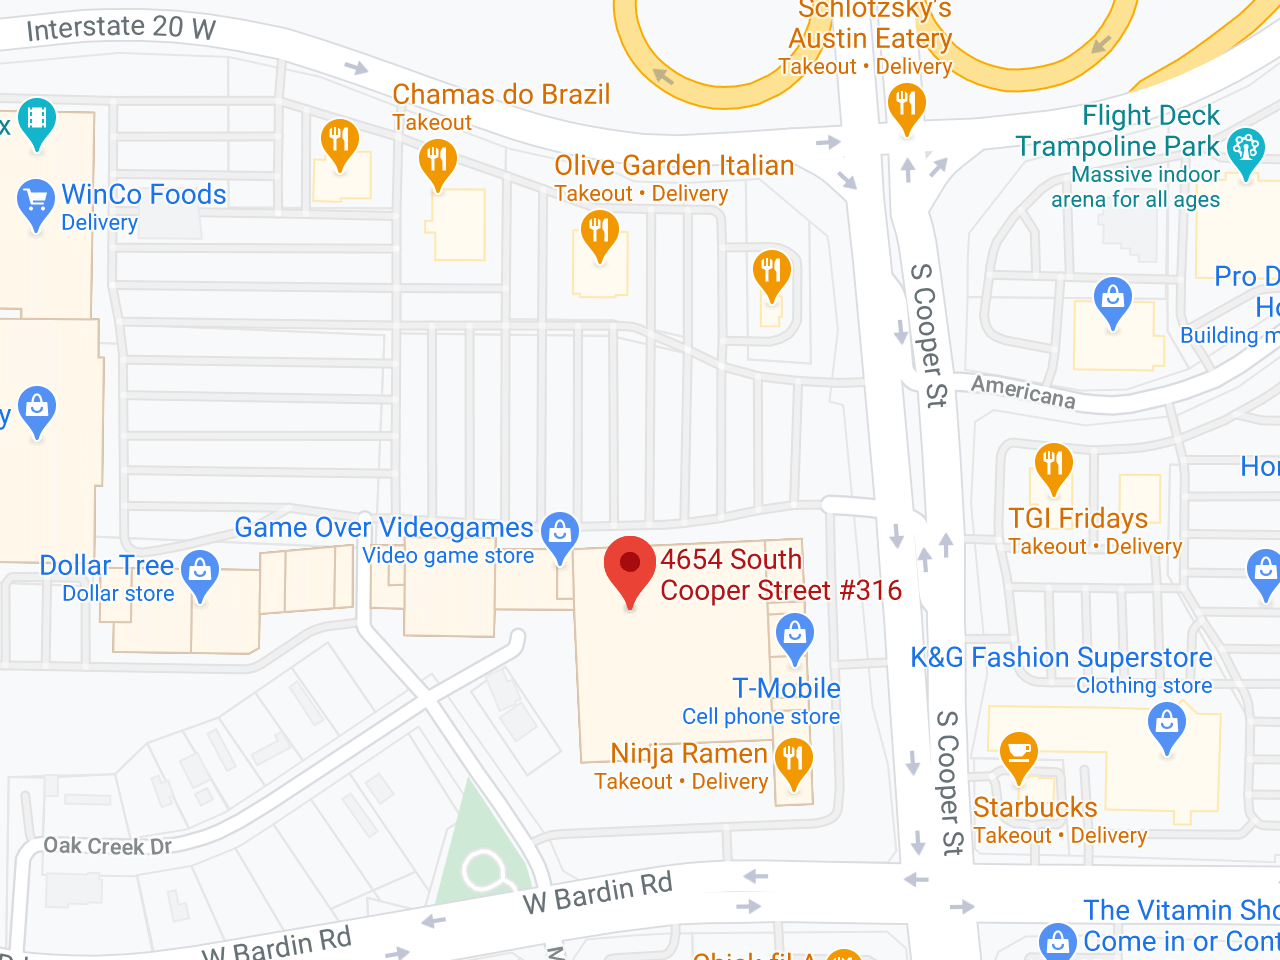 Interstate 20 W
Schlotzsky's
Austin Eatery
Takeout • Delivery
Chamas do Brazil
Takeout
Flight Deck
Trampoline Park
Massive indoor
arena for all ages
x
WinCo Foods
Delivery
Olive Garden Italian
Takeout • Delivery
S Cooper St
Pro D
Ho
Building m
Americana
y
Hor
Game Over Videogames
Video game store
TGI Fridays
Takeout • Delivery
Dollar Tree
Dollar store
4654 South
Cooper Street #316
K&G Fashion Superstore
Clothing store
T-Mobile
Cell phone store
S Cooper St
Ninja Ramen
Takeout • Delivery
Starbucks
Takeout • Delivery
Oak Creek Dr
W Bardin Rd
The Vitamin Sho
Come in or Cont
W Bardin Rd
M
Chick-fil-A